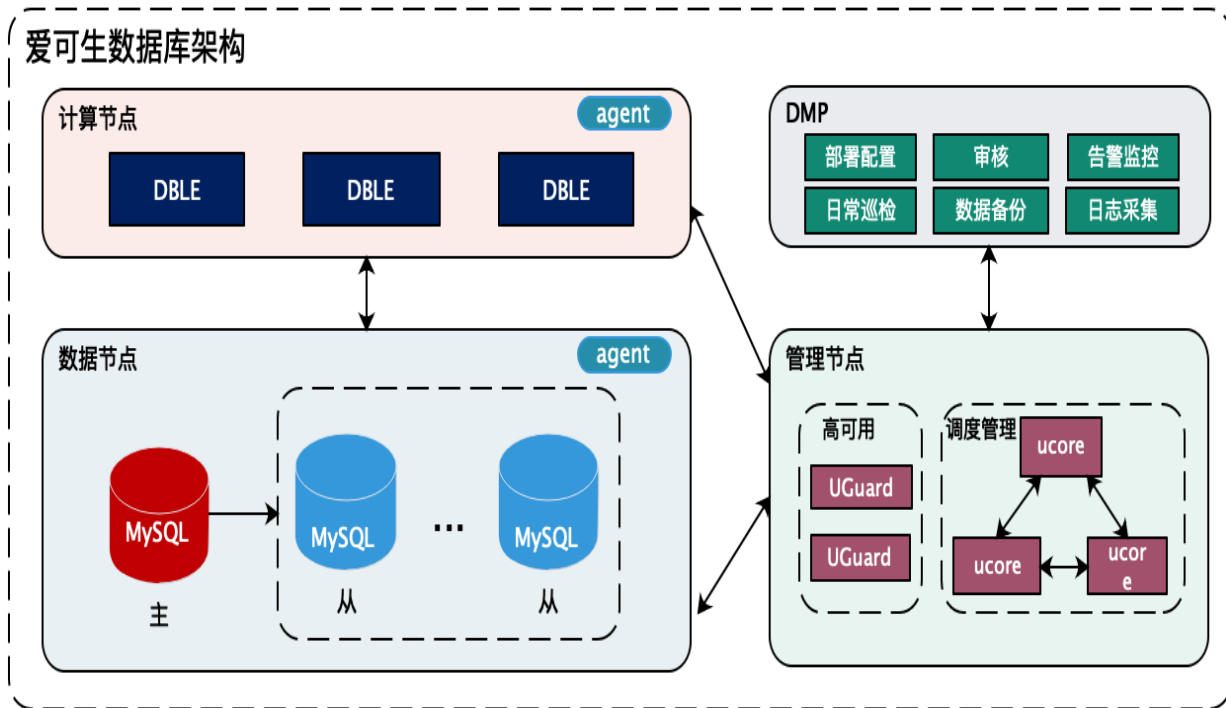 爱可生数据库架构
计算节点
agent
DBLE
DBLE
DBLE
DMP
部署配置
审核
告警监控
日常巡检
数据备份
日志采集
数据节点
agent
MySQL
MySQL
...
MySQL
主
从
从
管理节点
高可用
UGuard
UGuard
调度管理
ucore
ucore
ucor
e